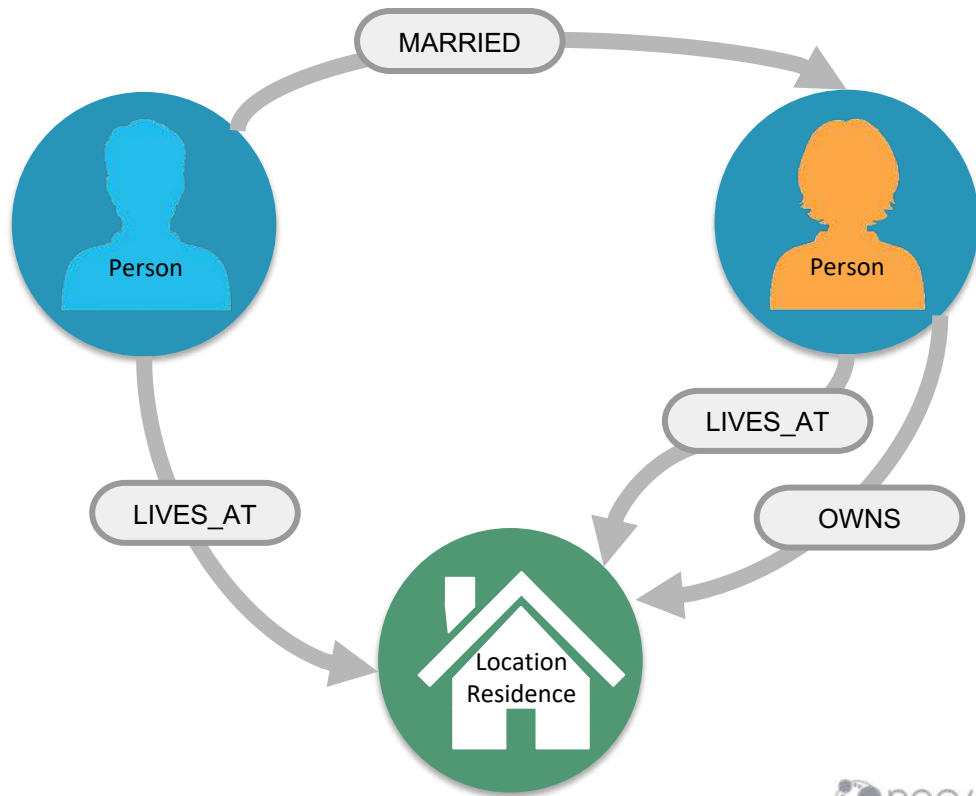 MARRIED
Person
Person
LIVES_AT
LIVES_AT
OWNS
Location
Residence